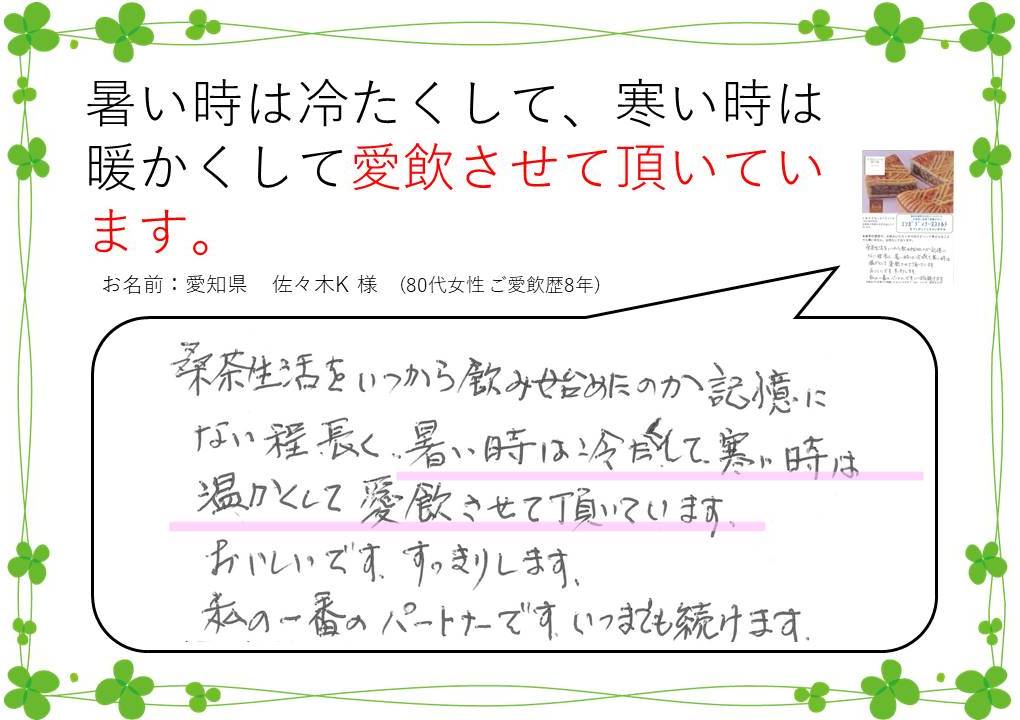 暑い時は冷たくして、寒い時は
暖かくして愛飲させて頂いてい
ます。
お名前：愛知県　佐々木K 様　(80代女性 ご愛飲歴8年)
桑茶生活をいつから飲み始めたのか記憶に
ない程長く、暑い時は冷たくして、寒い時は
温かくして愛飲させて頂いています。
おいしいです。すっきりします。
私の一番のパートナーです。いつまでも続けます。